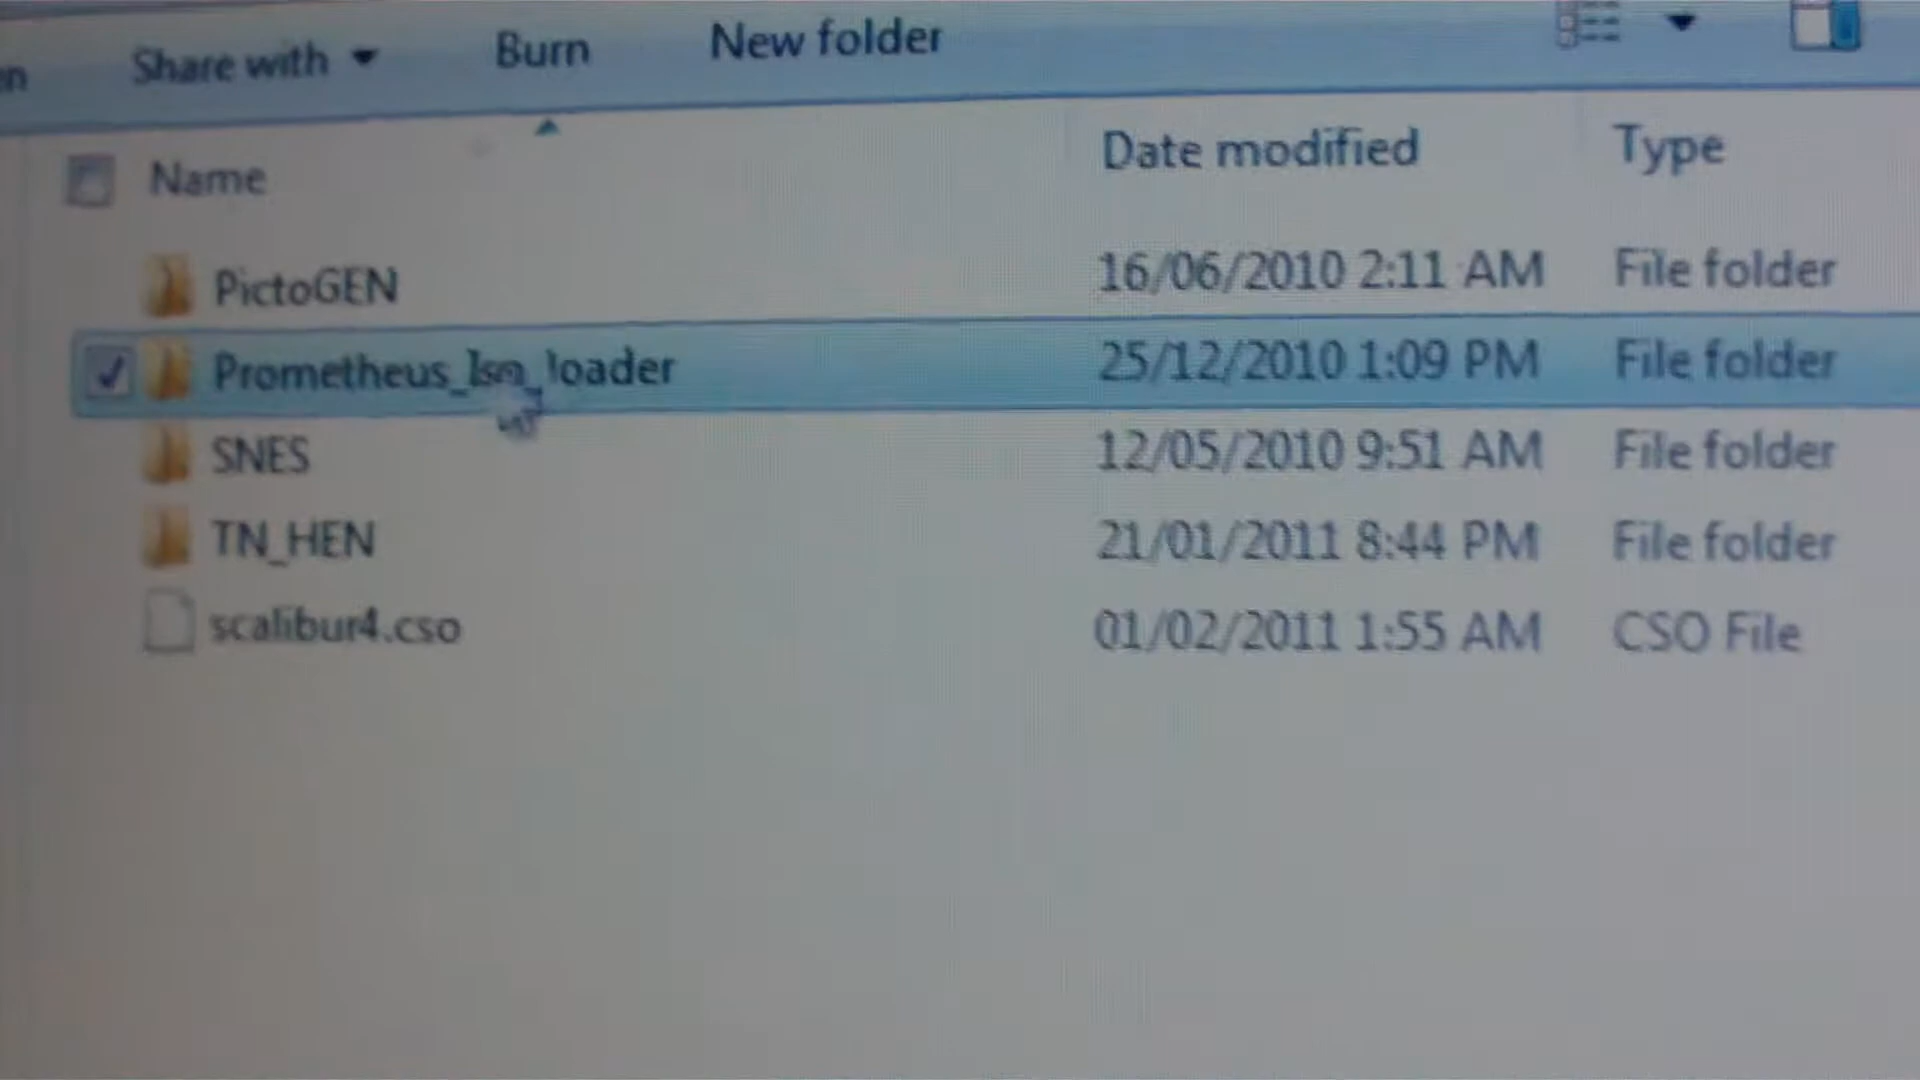 en Share with Burn New folder
Name Date modified Type
PictoGEN 16/06/2010 2:11 AM File folder
Prometheus_Iso_loader 25/12/2010 1:09 PM File folder
SNES 12/05/2010 9:51 AM File folder
TN_HEN 21/01/2011 8:44 PM File folder
scalibur4.cso 01/02/2011 1:55 AM CSO File